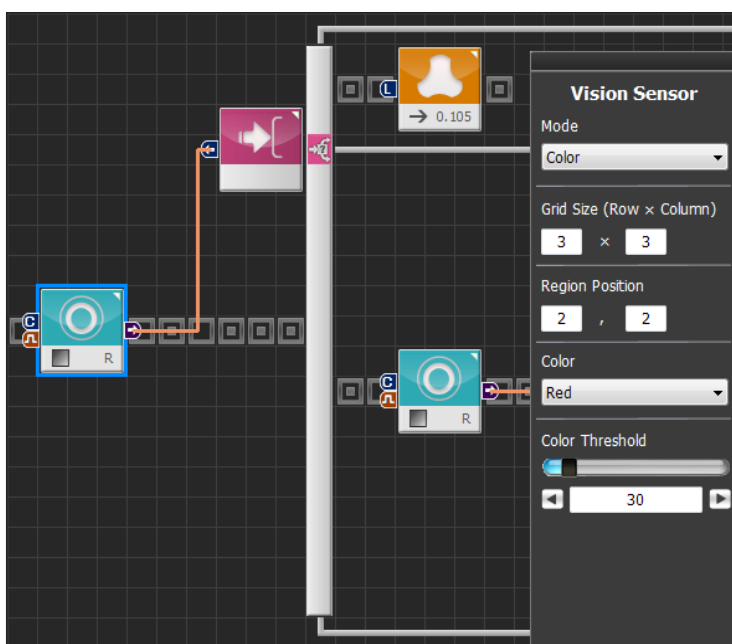 L
→ 0.105
C
R
C
R
Vision Sensor
Mode
Color
Grid Size (Row × Column)
3 × 3
Region Position
2 , 2
Color
Red
Color Threshold
30